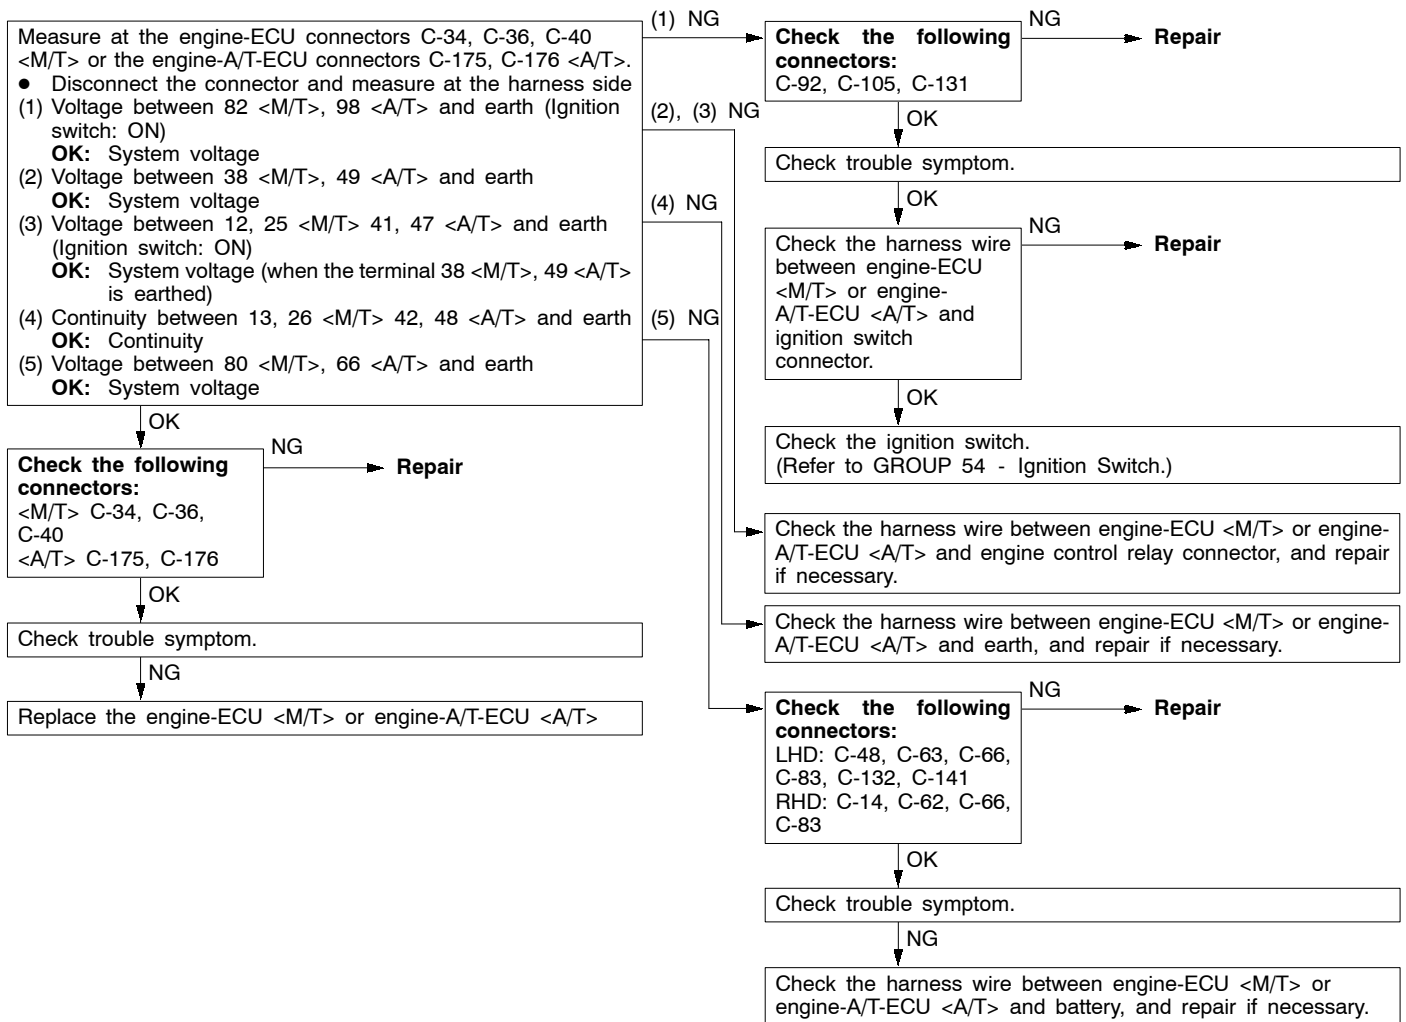 Measure at the engine-ECU connectors C-34, C-36, C-40
<M/T> or the engine-A/T-ECU connectors C-175, C-176 <A/T>.
● Disconnect the connector and measure at the harness side
(1) Voltage between 82 <M/T>, 98 <A/T> and earth (Ignition
switch: ON)
OK: System voltage
(2) Voltage between 38 <M/T>, 49 <A/T> and earth
OK: System voltage
(3) Voltage between 12, 25 <M/T> 41, 47 <A/T> and earth
(Ignition switch: ON)
OK: System voltage (when the terminal 38 <M/T>, 49 <A/T>
is earthed)
(4) Continuity between 13, 26 <M/T> 42, 48 <A/T> and earth
OK: Continuity
(5) Voltage between 80 <M/T>, 66 <A/T> and earth
OK: System voltage
OK
Check the following
connectors:
<M/T> C-34, C-36,
C-40
<A/T> C-175, C-176
NG
Repair
OK
Check trouble symptom.
NG
Replace the engine-ECU <M/T> or engine-A/T-ECU <A/T>
(1) NG
Check the following
connectors:
C-92, C-105, C-131
NG
Repair
OK
Check trouble symptom.
OK
Check the harness wire
between engine-ECU
<M/T> or engine-
A/T-ECU <A/T> and
ignition switch
connector.
NG
Repair
OK
Check the ignition switch.
(Refer to GROUP 54 - Ignition Switch.)
(2), (3) NG
Check the harness wire between engine-ECU <M/T> or engine-
A/T-ECU <A/T> and engine control relay connector, and repair
if necessary.
(4) NG
Check the harness wire between engine-ECU <M/T> or engine-
A/T-ECU <A/T> and earth, and repair if necessary.
(5) NG
Check the following
connectors:
LHD: C-48, C-63, C-66,
C-83, C-132, C-141
RHD: C-14, C-62, C-66,
C-83
NG
Repair
OK
Check trouble symptom.
NG
Check the harness wire between engine-ECU <M/T> or
engine-A/T-ECU <A/T> and battery, and repair if necessary.